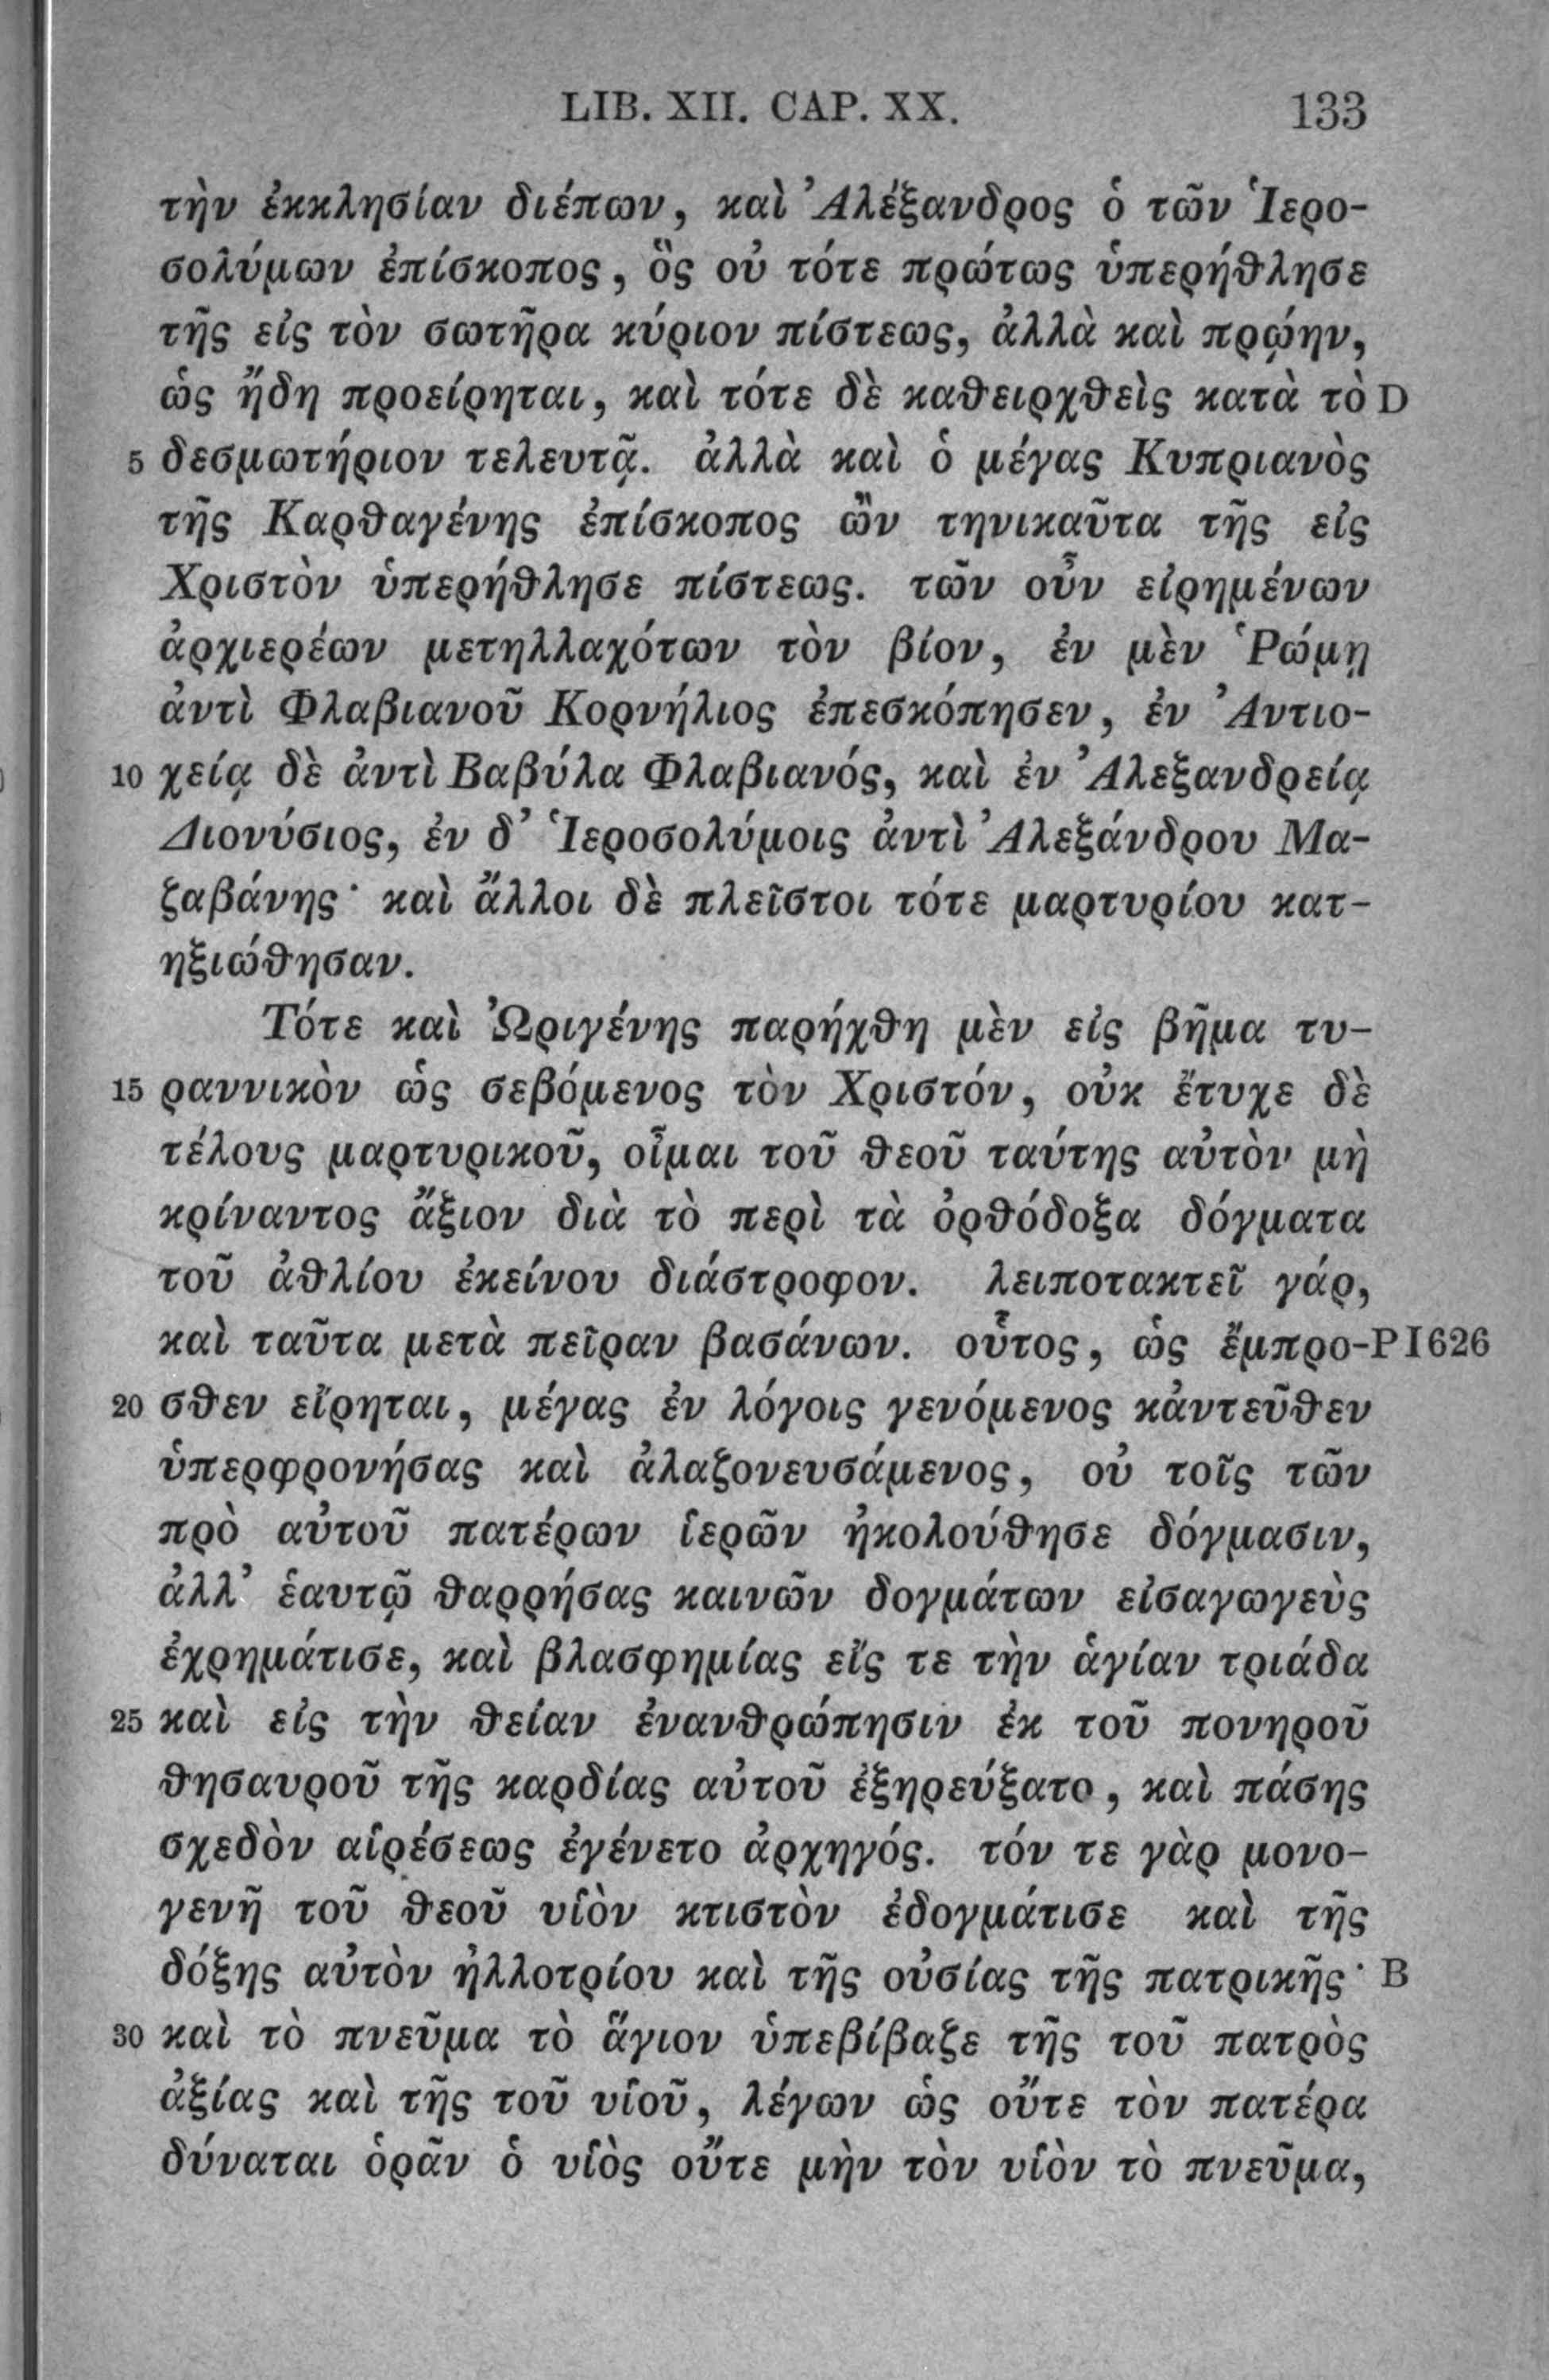 LIB. XII. CAP. XX. 133
τὴν ἐκκλησίαν διέπων, καὶ Ἀλέξανδρος ὁ τῶν Ἱερο-
σολύμων ἐπίσκοπος, ὃς οὐ τότε πρώτως ὑπερήθλησε
τῆς εἰς τὸν σωτῆρα κύριον πίστεως, ἀλλὰ καὶ πρῴην,
ὡς ἤδη προείρηται, καὶ τότε δὲ καθειρχθεὶς κατὰ τὸ D
5 δεσμωτήριον τελευτᾷ. ἀλλὰ καὶ ὁ μέγας Κυπριανὸς
τῆς Καρθαγένης ἐπίσκοπος ὢν τηνικαῦτα τῆς εἰς
Χριστὸν ὑπερήθλησε πίστεως. τῶν οὖν εἰρημένων
ἀρχιερέων μετηλλαχότων τὸν βίον, ἐν μὲν Ῥώμῃ
ἀντὶ Φλαβιανοῦ Κορνήλιος ἐπεσκόπησεν, ἐν Ἀντιο-
10 χείᾳ δὲ ἀντὶ Βαβύλα Φλαβιανός, καὶ ἐν Ἀλεξανδρείᾳ
Διονύσιος, ἐν δ' Ἱεροσολύμοις ἀντὶ Ἀλεξάνδρου Μα-
ζαβάνης· καὶ ἄλλοι δὲ πλεῖστοι τότε μαρτυρίου κατ-
ηξιώθησαν.
Τότε καὶ Ὠριγένης παρήχθη μὲν εἰς βῆμα τυ-
15 ραννικὸν ὡς σεβόμενος τὸν Χριστόν, οὐκ ἔτυχε δὲ
τέλους μαρτυρικοῦ, οἶμαι τοῦ θεοῦ ταύτης αὐτὸν μὴ
κρίναντος ἄξιον διὰ τὸ περὶ τὰ ὀρθόδοξα δόγματα
τοῦ ἀθλίου ἐκείνου διάστροφον. λειποτακτεῖ γάρ,
καὶ ταῦτα μετὰ πεῖραν βασάνων. οὗτος, ὡς ἔμπρο- P I 626
20 σθεν εἴρηται, μέγας ἐν λόγοις γενόμενος κἀντεῦθεν
ὑπερφρονήσας καὶ ἀλαζονευσάμενος, οὐ τοῖς τῶν
πρὸ αὐτοῦ πατέρων ἱερῶν ἠκολούθησε δόγμασιν,
ἀλλ' ἑαυτῷ θαρρήσας καινῶν δογμάτων εἰσαγωγεὺς
ἐχρημάτισε, καὶ βλασφημίας εἴς τε τὴν ἁγίαν τριάδα
25 καὶ εἰς τὴν θείαν ἐνανθρώπησιν ἐκ τοῦ πονηροῦ
θησαυροῦ τῆς καρδίας αὐτοῦ ἐξηρεύξατο, καὶ πάσης
σχεδὸν αἱρέσεως ἐγένετο ἀρχηγός. τόν τε γὰρ μονο-
γενῆ τοῦ θεοῦ υἱὸν κτιστὸν ἐδογμάτισε καὶ τῆς
δόξης αὐτὸν ἠλλοτρίου καὶ τῆς οὐσίας τῆς πατρικῆς· B
30 καὶ τὸ πνεῦμα τὸ ἅγιον ὑπεβίβαζε τῆς τοῦ πατρὸς
ἀξίας καὶ τῆς τοῦ υἱοῦ, λέγων ὡς οὔτε τὸν πατέρα
δύναται ὁρᾶν ὁ υἱὸς οὔτε μὴν τὸν υἱὸν τὸ πνεῦμα,